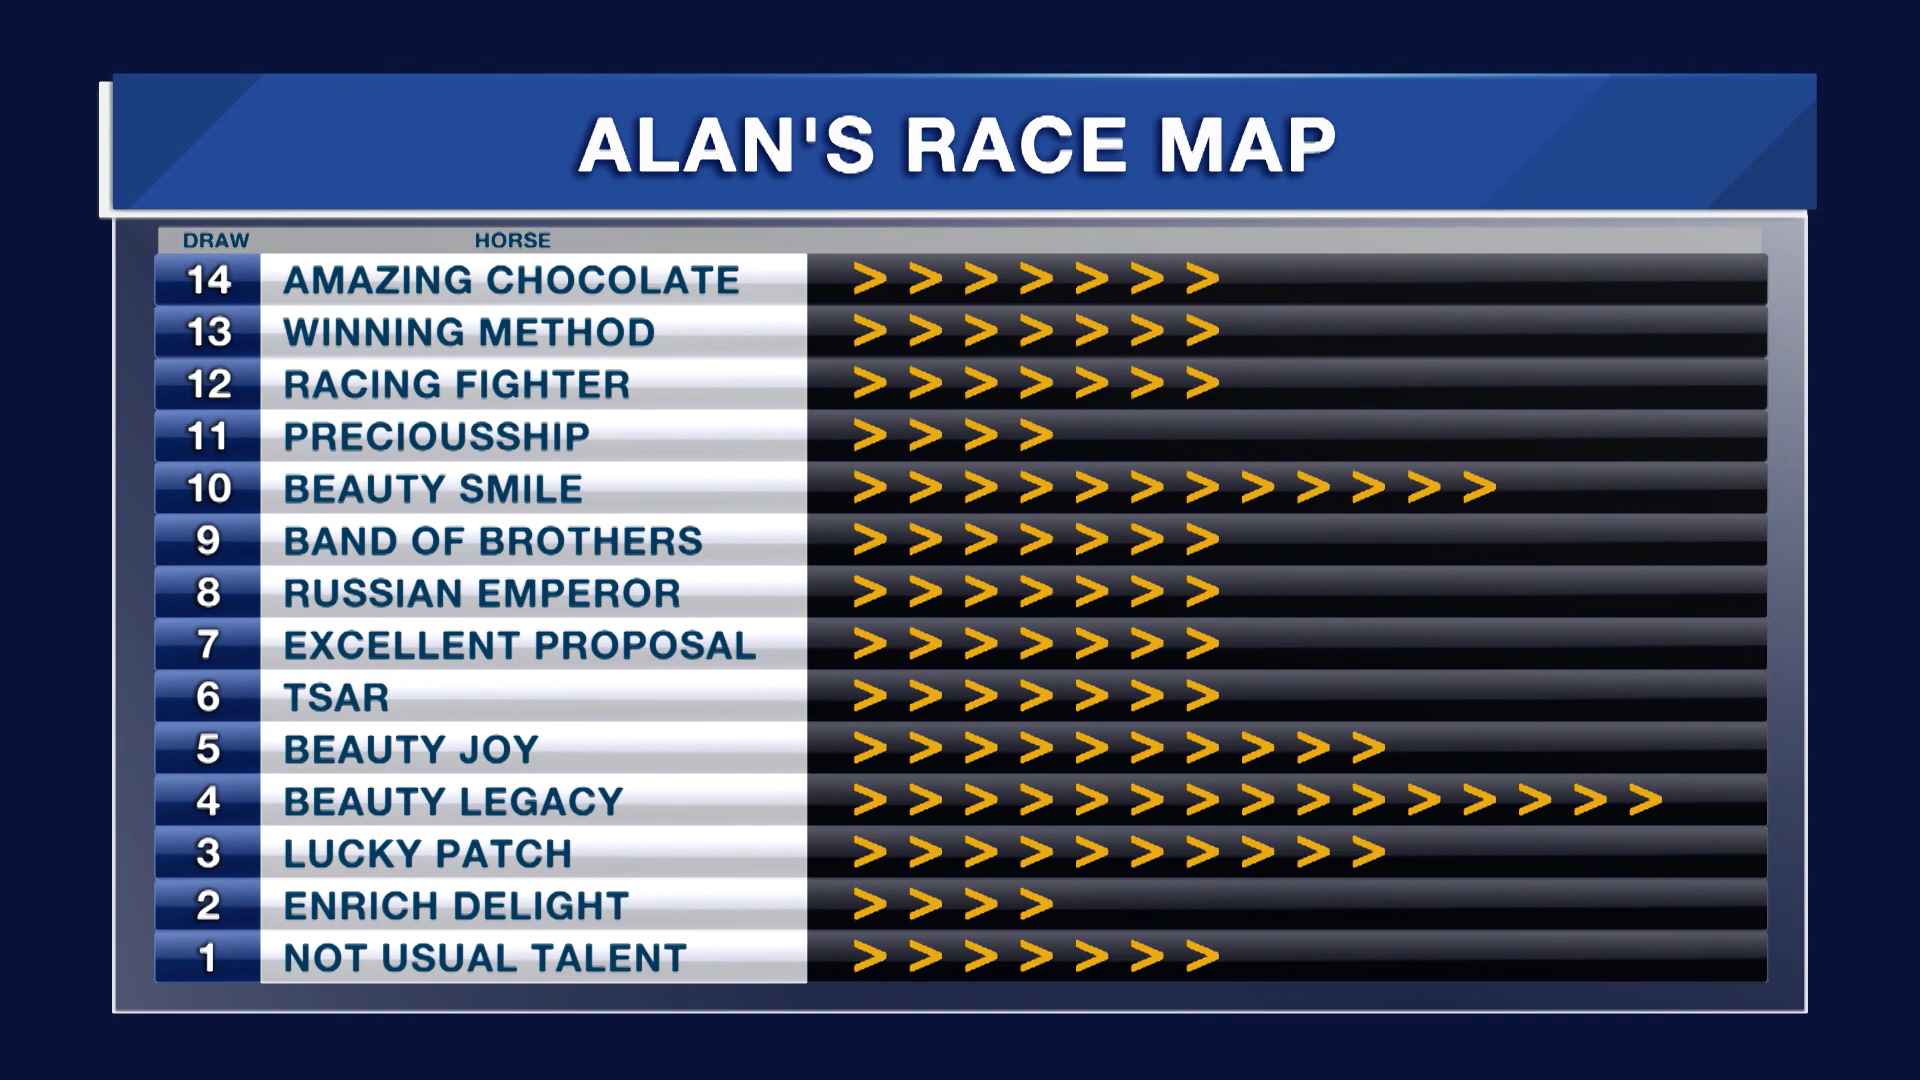 ALAN'S RACE MAP
DRAW HORSE
14 AMAZING CHOCOLATE > > > > > > >
13 WINNING METHOD > > > > > > >
12 RACING FIGHTER > > > > > > >
11 PRECIOUSSHIP > > > >
10 BEAUTY SMILE > > > > > > > > > > > >
9 BAND OF BROTHERS > > > > > > >
8 RUSSIAN EMPEROR > > > > > > >
7 EXCELLENT PROPOSAL > > > > > > >
6 TSAR > > > > > > >
5 BEAUTY JOY > > > > > > > > > >
4 BEAUTY LEGACY > > > > > > > > > > > > > > >
3 LUCKY PATCH > > > > > > > > > >
2 ENRICH DELIGHT > > > >
1 NOT USUAL TALENT > > > > > > >